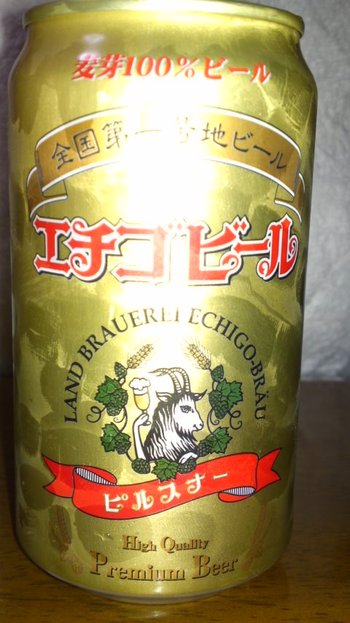 麦芽100%ビール
全国第一号地ビール
エチゴビール
LAND BRAUEREI ECHIGO-BRÄU
ピルスナー
High Quality
Premium Beer